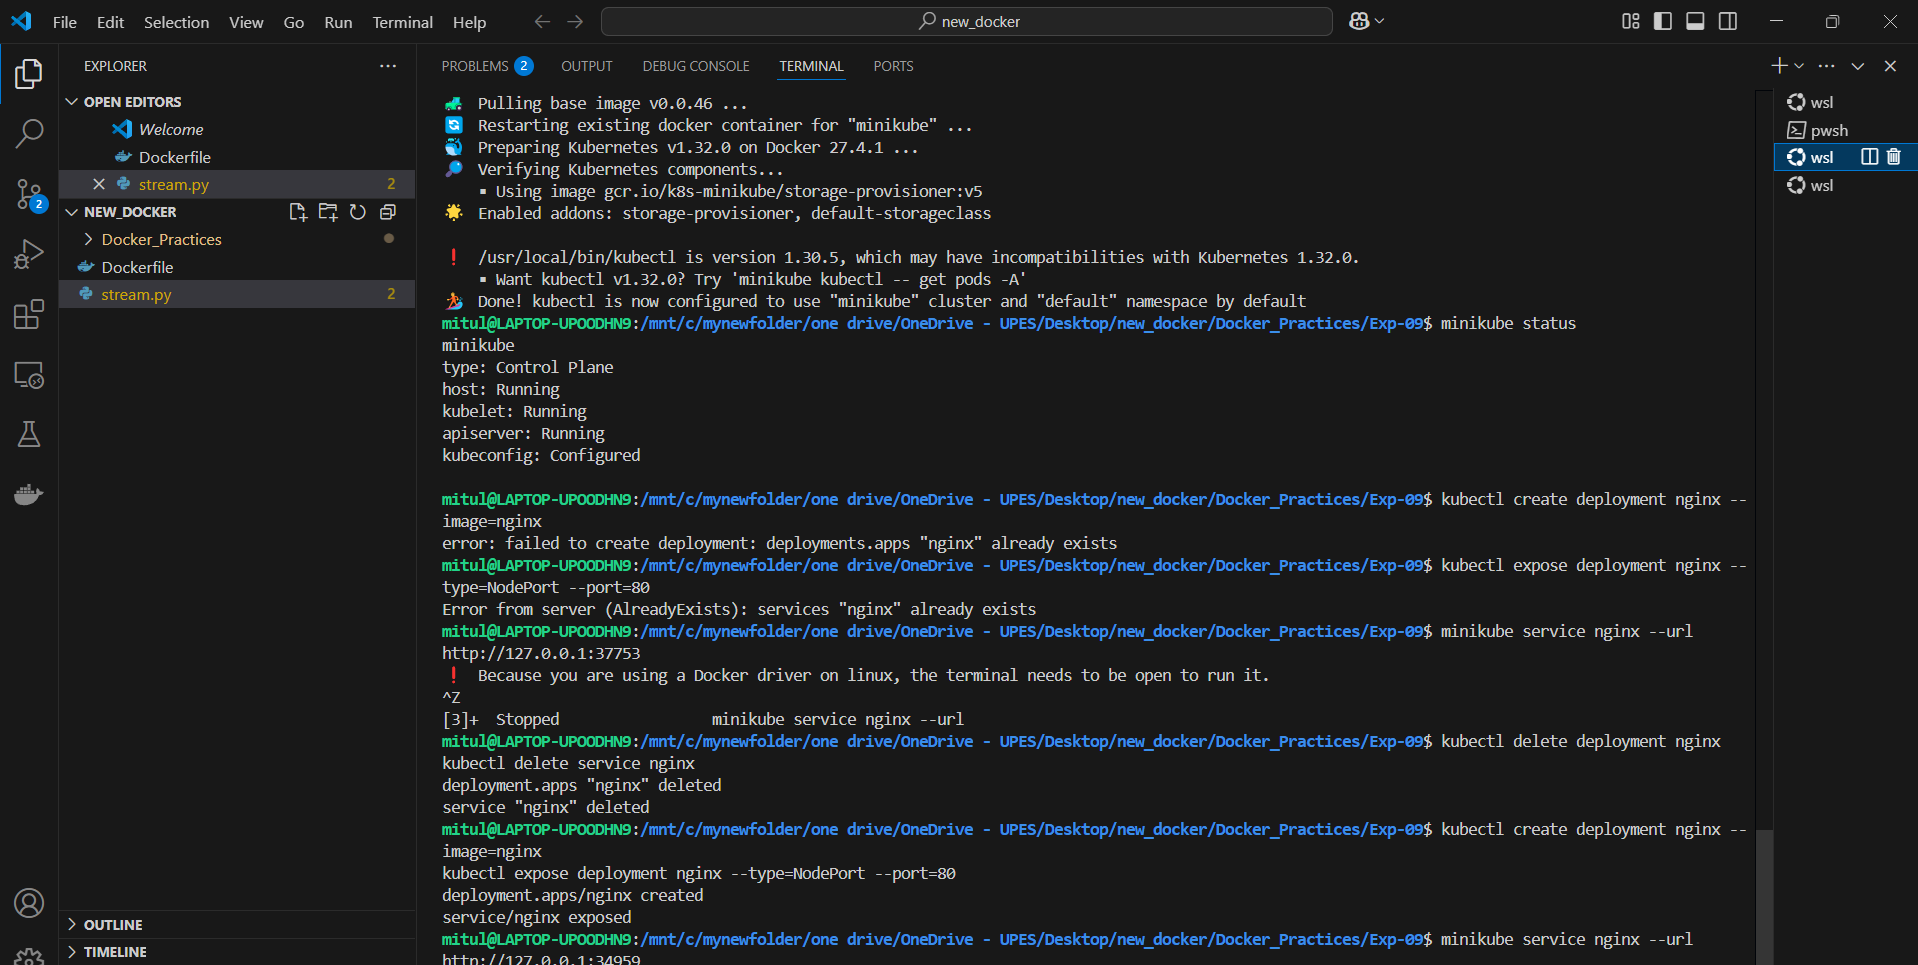 File Edit Selection View Go Run Terminal Help
new_docker
EXPLORER
OPEN EDITORS
Welcome
Dockerfile
stream.py 2
NEW_DOCKER
Docker_Practices
Dockerfile
stream.py 2
2
OUTLINE
TIMELINE
PROBLEMS 2 OUTPUT DEBUG CONSOLE TERMINAL PORTS
Pulling base image v0.0.46 ...
Restarting existing docker container for "minikube" ...
Preparing Kubernetes v1.32.0 on Docker 27.4.1 ...
Verifying Kubernetes components...
▪ Using image gcr.io/k8s-minikube/storage-provisioner:v5
Enabled addons: storage-provisioner, default-storageclass
❗ /usr/local/bin/kubectl is version 1.30.5, which may have incompatibilities with Kubernetes 1.32.0.
▪ Want kubectl v1.32.0? Try 'minikube kubectl -- get pods -A'
Done! kubectl is now configured to use "minikube" cluster and "default" namespace by default
mitul@LAPTOP-UPOODHN9:/mnt/c/mynewfolder/one drive/OneDrive - UPES/Desktop/new_docker/Docker_Practices/Exp-09$ minikube status
minikube
type: Control Plane
host: Running
kubelet: Running
apiserver: Running
kubeconfig: Configured
mitul@LAPTOP-UPOODHN9:/mnt/c/mynewfolder/one drive/OneDrive - UPES/Desktop/new_docker/Docker_Practices/Exp-09$ kubectl create deployment nginx --
image=nginx
error: failed to create deployment: deployments.apps "nginx" already exists
mitul@LAPTOP-UPOODHN9:/mnt/c/mynewfolder/one drive/OneDrive - UPES/Desktop/new_docker/Docker_Practices/Exp-09$ kubectl expose deployment nginx --
type=NodePort --port=80
Error from server (AlreadyExists): services "nginx" already exists
mitul@LAPTOP-UPOODHN9:/mnt/c/mynewfolder/one drive/OneDrive - UPES/Desktop/new_docker/Docker_Practices/Exp-09$ minikube service nginx --url
http://127.0.0.1:37753
❗ Because you are using a Docker driver on linux, the terminal needs to be open to run it.
^Z
[3]+  Stopped                 minikube service nginx --url
mitul@LAPTOP-UPOODHN9:/mnt/c/mynewfolder/one drive/OneDrive - UPES/Desktop/new_docker/Docker_Practices/Exp-09$ kubectl delete deployment nginx
kubectl delete service nginx
deployment.apps "nginx" deleted
service "nginx" deleted
mitul@LAPTOP-UPOODHN9:/mnt/c/mynewfolder/one drive/OneDrive - UPES/Desktop/new_docker/Docker_Practices/Exp-09$ kubectl create deployment nginx --
image=nginx
kubectl expose deployment nginx --type=NodePort --port=80
deployment.apps/nginx created
service/nginx exposed
mitul@LAPTOP-UPOODHN9:/mnt/c/mynewfolder/one drive/OneDrive - UPES/Desktop/new_docker/Docker_Practices/Exp-09$ minikube service nginx --url
http://127.0.0.1:34959
wsl
pwsh
wsl
wsl